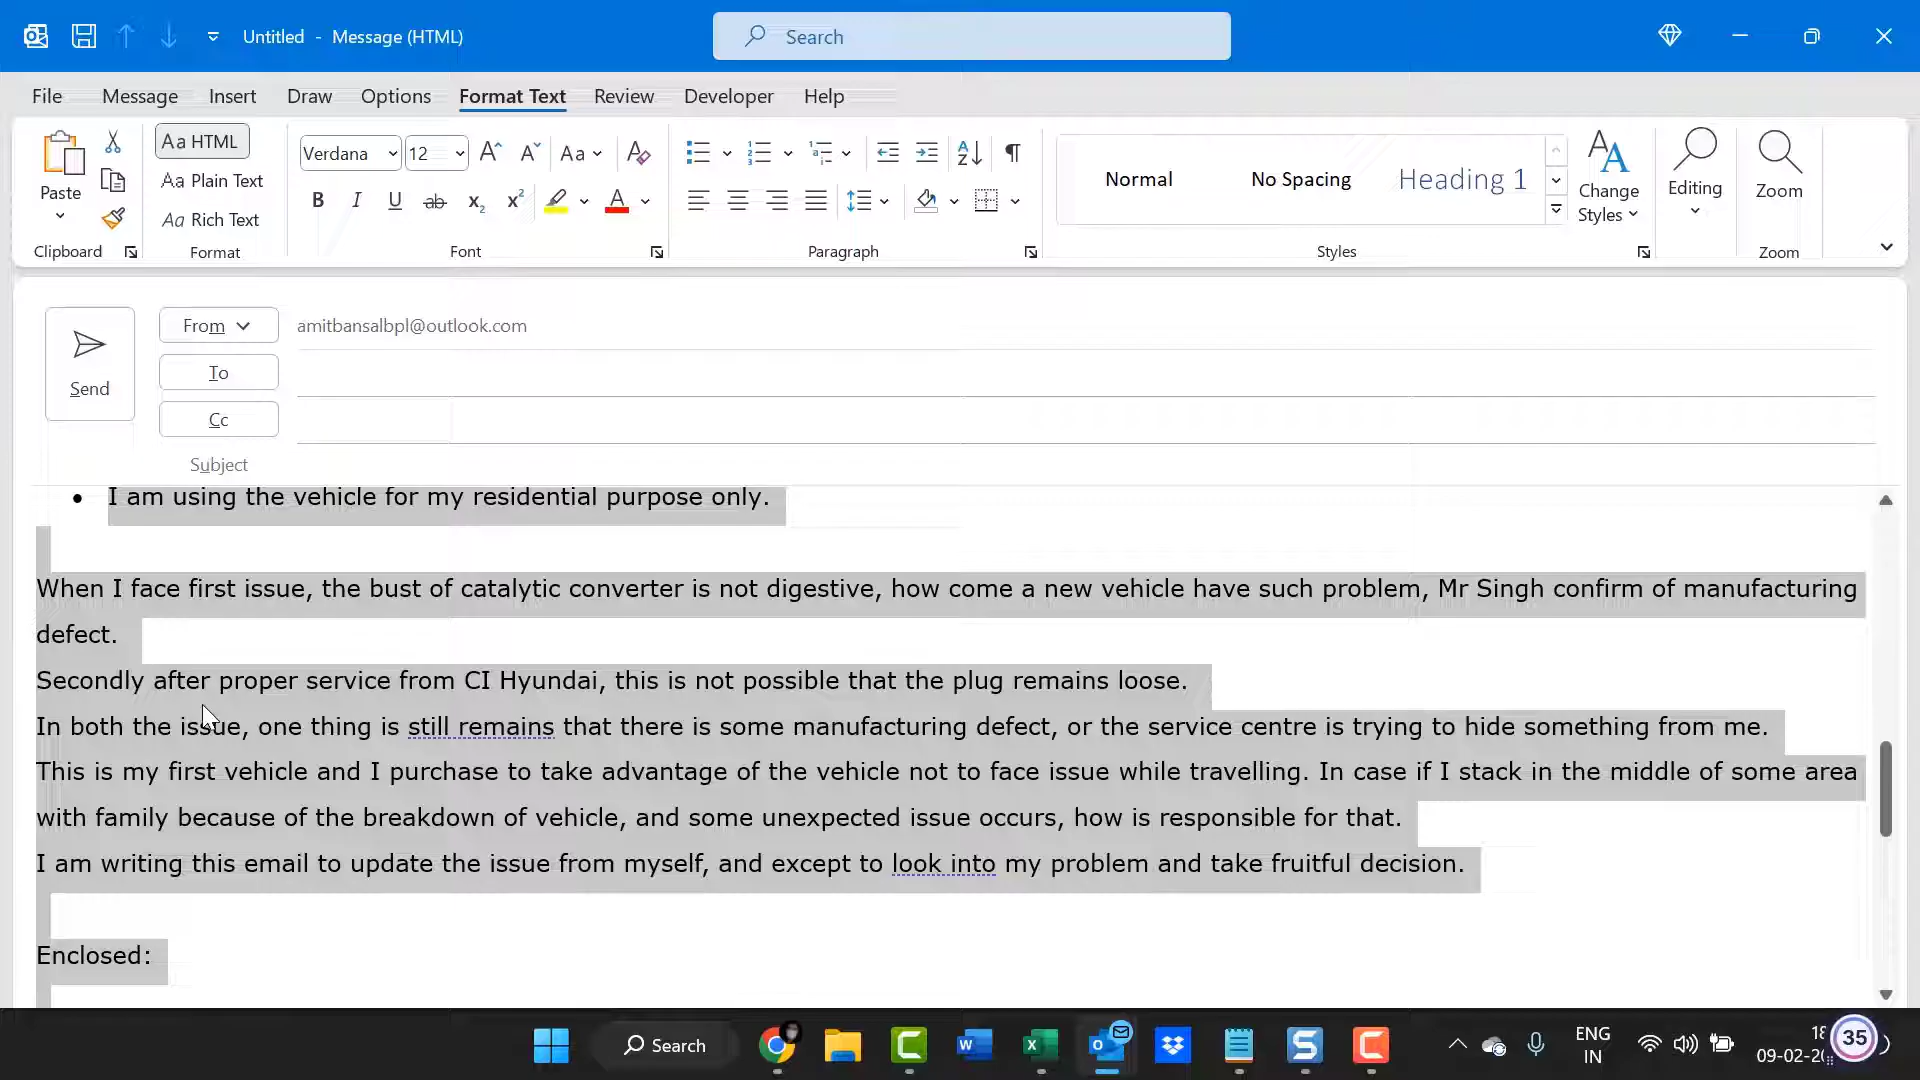 Untitled - Message (HTML)
Search
File Message Insert Draw Options Format Text Review Developer Help
Paste
Aa HTML
Aa Plain Text
Aa Rich Text
Verdana 12
Normal
No Spacing
Heading 1
Change Styles
Editing
Zoom
Clipboard Format Font Paragraph Styles Zoom
Send
From amitbansalbpl@outlook.com
To
Cc
Subject
• I am using the vehicle for my residential purpose only.
When I face first issue, the bust of catalytic converter is not digestive, how come a new vehicle have such problem, Mr Singh confirm of manufacturing
defect.
Secondly after proper service from CI Hyundai, this is not possible that the plug remains loose.
In both the issue, one thing is still remains that there is some manufacturing defect, or the service centre is trying to hide something from me.
This is my first vehicle and I purchase to take advantage of the vehicle not to face issue while travelling. In case if I stack in the middle of some area
with family because of the breakdown of vehicle, and some unexpected issue occurs, how is responsible for that.
I am writing this email to update the issue from myself, and except to look into my problem and take fruitful decision.
Enclosed:
Search
ENG
IN
35